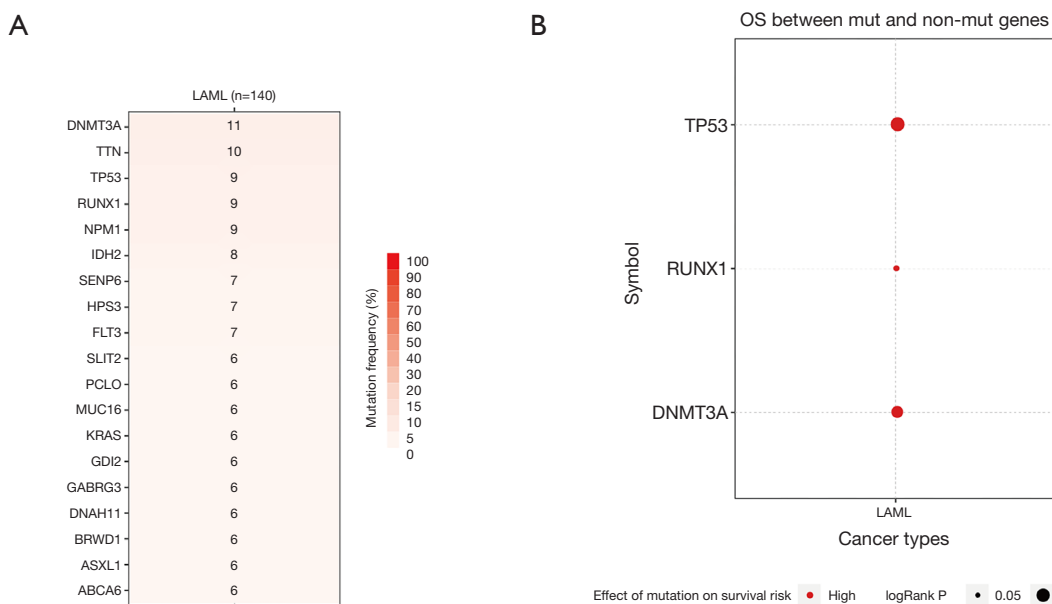 A
LAML (n=140)
DNMT3A 11
TTN 10
TP53 9
RUNX1 9
NPM1 9
IDH2 8
SENP6 7
HPS3 7
FLT3 7
SLIT2 6
PCLO 6
MUC16 6
KRAS 6
GDI2 6
GABRG3 6
DNAH11 6
BRWD1 6
ASXL1 6
ABCA6 6
Mutation frequency (%)
100
90
80
70
60
50
40
30
20
15
10
5
0
B
OS between mut and non-mut genes
Symbol
TP53
RUNX1
DNMT3A
LAML
Cancer types
Effect of mutation on survival risk High logRank P 0.05